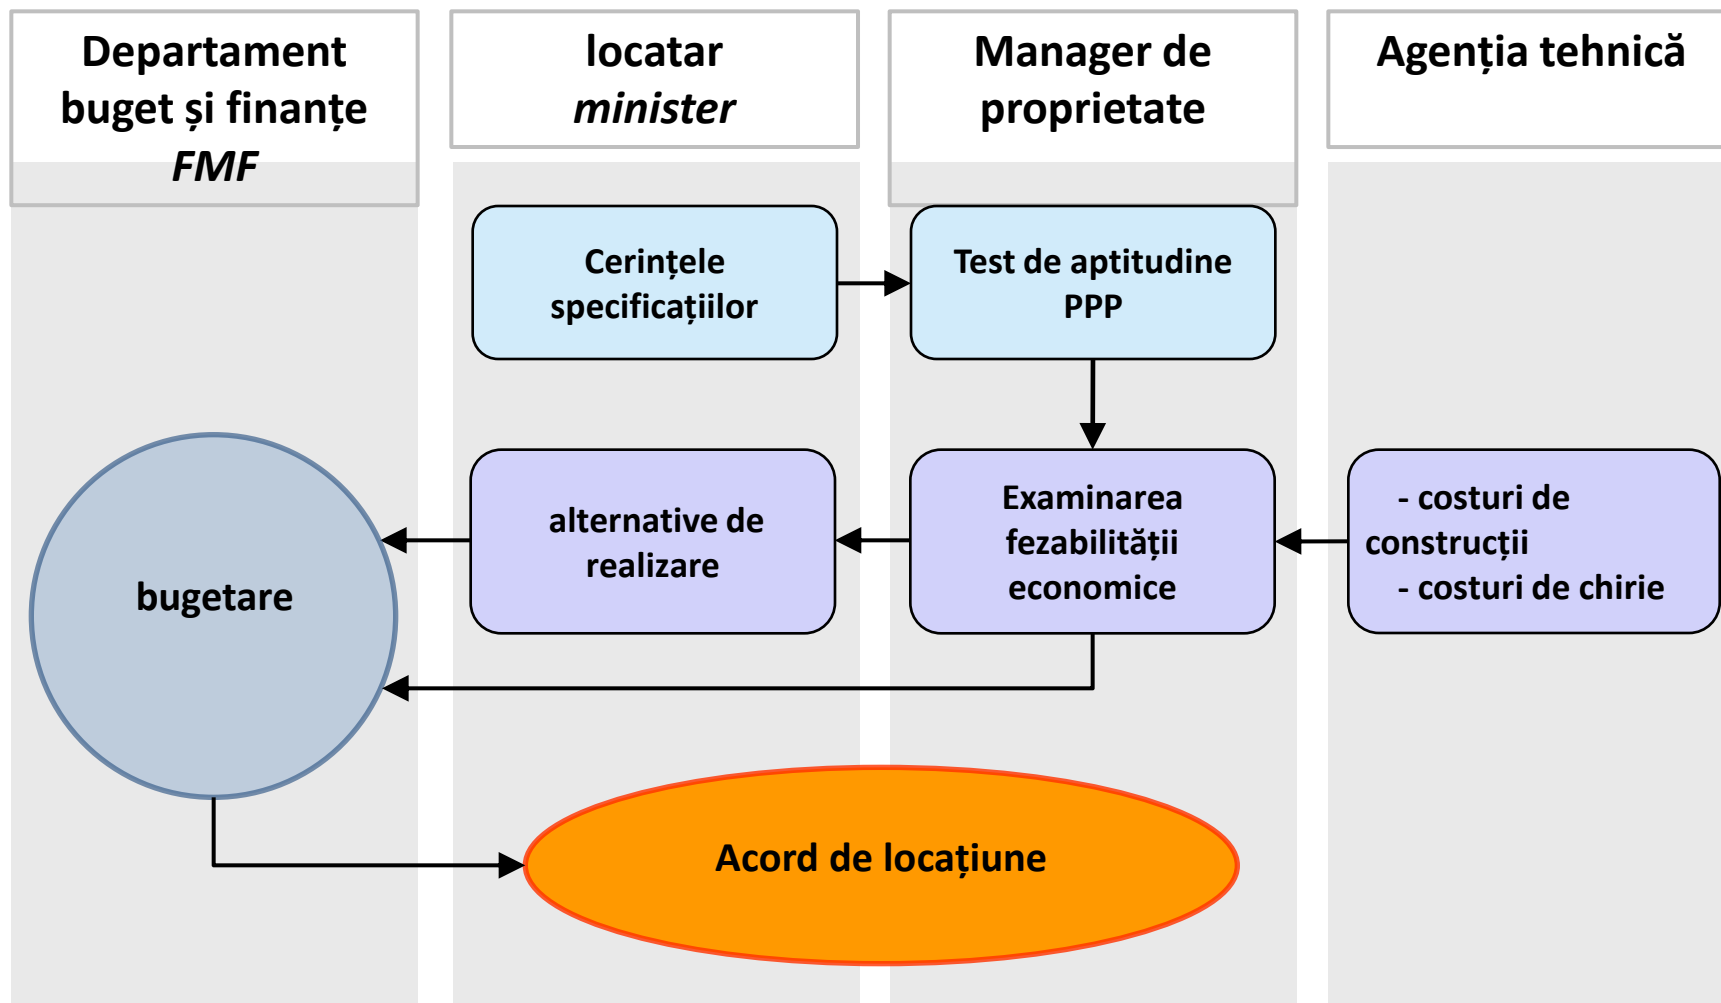 Departament
buget și finanțe
FMF
locatar
minister
Manager de
proprietate
Agenția tehnică
Cerințele
specificațiilor
Test de aptitudine
PPP
bugetare
alternative de
realizare
Examinarea
fezabilității
economice
- costuri de
construcții
- costuri de chirie
Acord de locațiune